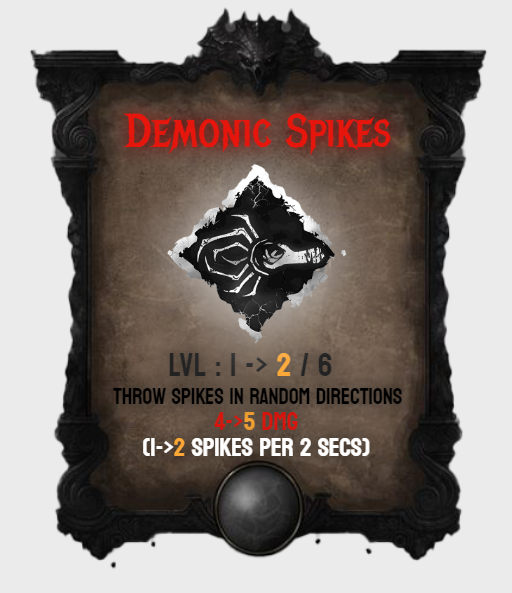 Demonic Spikes
LVL : 1 -> 2 / 6
THROW SPIKES IN RANDOM DIRECTIONS
4->5 DMG
(1->2 SPIKES PER 2 SECS)